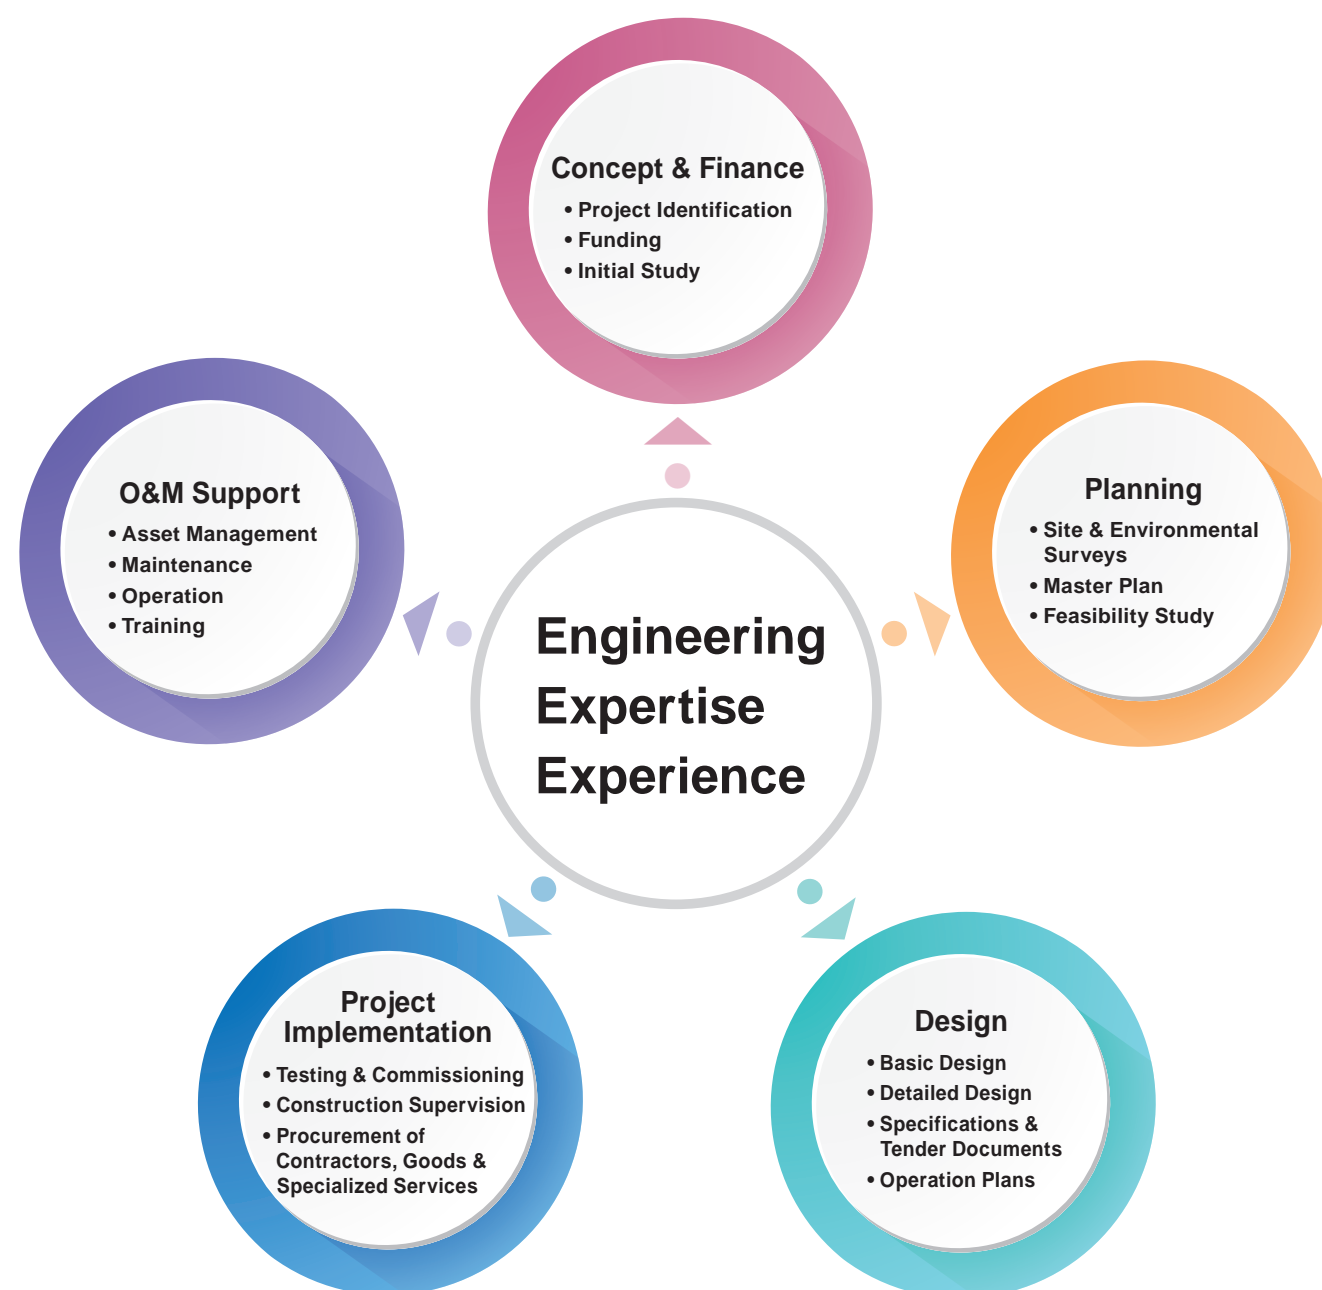 Concept & Finance
• Project Identification
• Funding
• Initial Study
Planning
• Site & Environmental
Surveys
• Master Plan
• Feasibility Study
Design
• Basic Design
• Detailed Design
• Specifications &
Tender Documents
• Operation Plans
Project
Implementation
• Testing & Commissioning
• Construction Supervision
• Procurement of
Contractors, Goods &
Specialized Services
O&M Support
• Asset Management
• Maintenance
• Operation
• Training
Engineering
Expertise
Experience